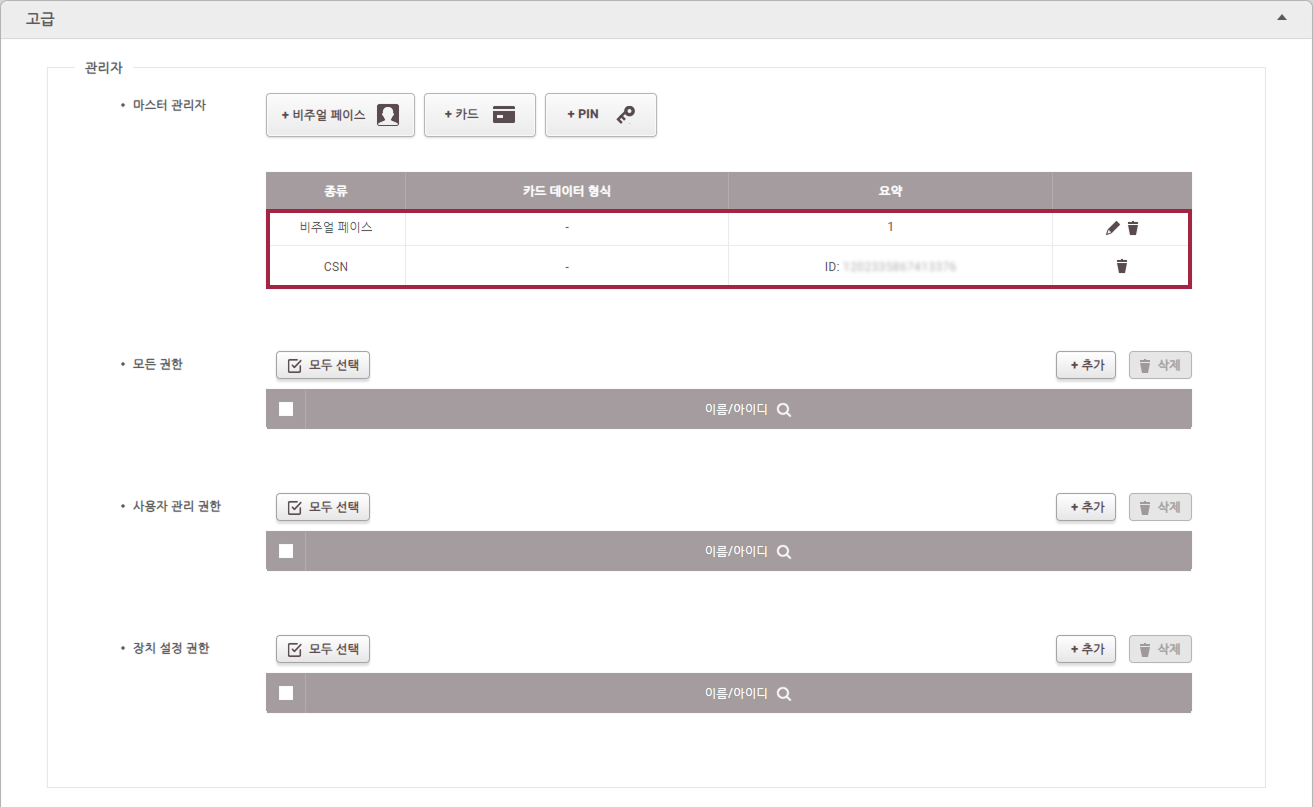 고급
관리자
• 마스터 관리자
+ 비주얼 페이스 + 카드 + PIN
종류 카드 데이터 형식 요약
비주얼 페이스 - 1
CSN - ID:
• 모든 권한 모두 선택 + 추가 삭제
이름/아이디
• 사용자 관리 권한 모두 선택 + 추가 삭제
이름/아이디
• 장치 설정 권한 모두 선택 + 추가 삭제
이름/아이디